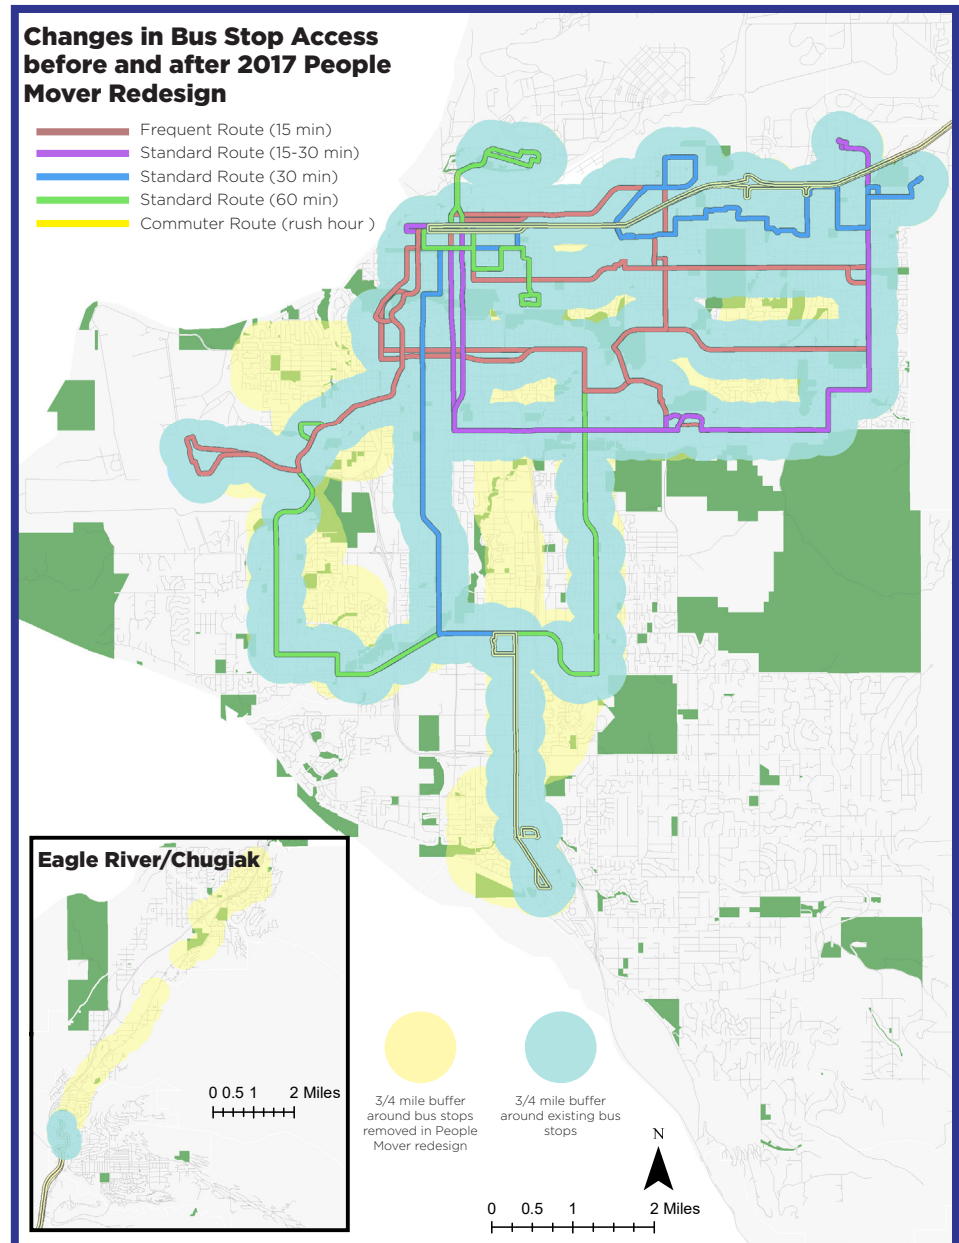 Changes in Bus Stop Access
before and after 2017 People
Mover Redesign
Frequent Route (15 min)
Standard Route (15-30 min)
Standard Route (30 min)
Standard Route (60 min)
Commuter Route (rush hour )
Eagle River/Chugiak
0 0.5 1 2 Miles
3/4 mile buffer
around bus stops
removed in People
Mover redesign
3/4 mile buffer
around existing bus
stops
N
0 0.5 1 2 Miles